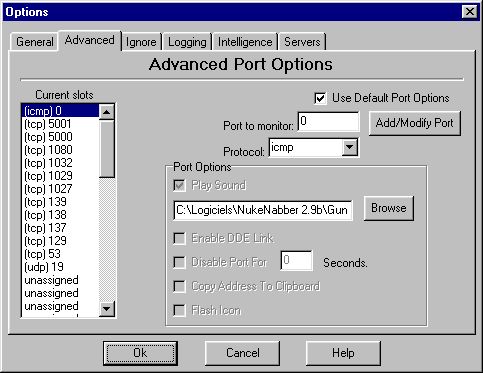 Options
General Advanced Ignore Logging Intelligence Servers
Advanced Port Options
Current slots
(icmp) 0
(tcp) 5001
(tcp) 5000
(tcp) 1080
(tcp) 1032
(tcp) 1029
(tcp) 1027
(tcp) 139
(tcp) 138
(tcp) 137
(tcp) 129
(tcp) 53
(udp) 19
unassigned
unassigned
unassigned
Use Default Port Options
Port to monitor: 0
Add/Modify Port
Protocol: icmp
Port Options
Play Sound
C:\Logiciels\NukeNabber 2.9b\Gun
Browse
Enable DDE Link
Disable Port For 0 Seconds.
Copy Address To Clipboard
Flash Icon
Ok Cancel Help